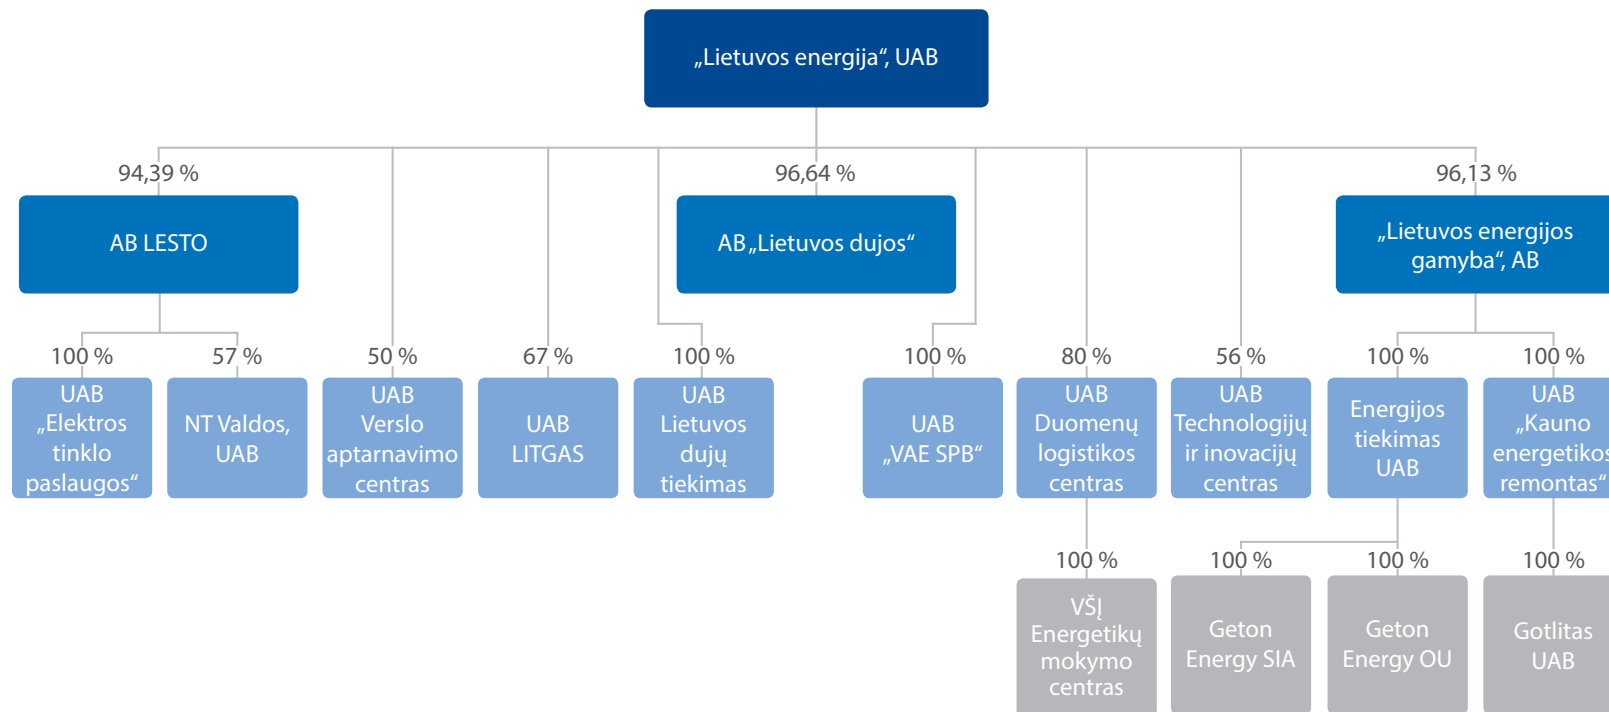 „Lietuvos energija“, UAB
94,39 %
96,64 %
96,13 %
AB LESTO
AB „Lietuvos dujos“
„Lietuvos energijos
gamyba“, AB
100 %
57 %
50 %
67 %
100 %
100 %
80 %
56 %
100 %
100 %
UAB
„Elektros
tinklo
paslaugos“
NT Valdos,
UAB
UAB
Verslo
aptarnavimo
centras
UAB
LITGAS
UAB
Lietuvos
dujų
tiekimas
UAB
„VAE SPB“
UAB
Duomenų
logistikos
centras
UAB
Technologijų
ir inovacijų
centras
Energijos
tiekimas
UAB
UAB
„Kauno
energetikos
remontas“
100 %
100 %
100 %
100 %
VŠĮ
Energetikų
mokymo
centras
Geton
Energy SIA
Geton
Energy OU
Gotlitas
UAB